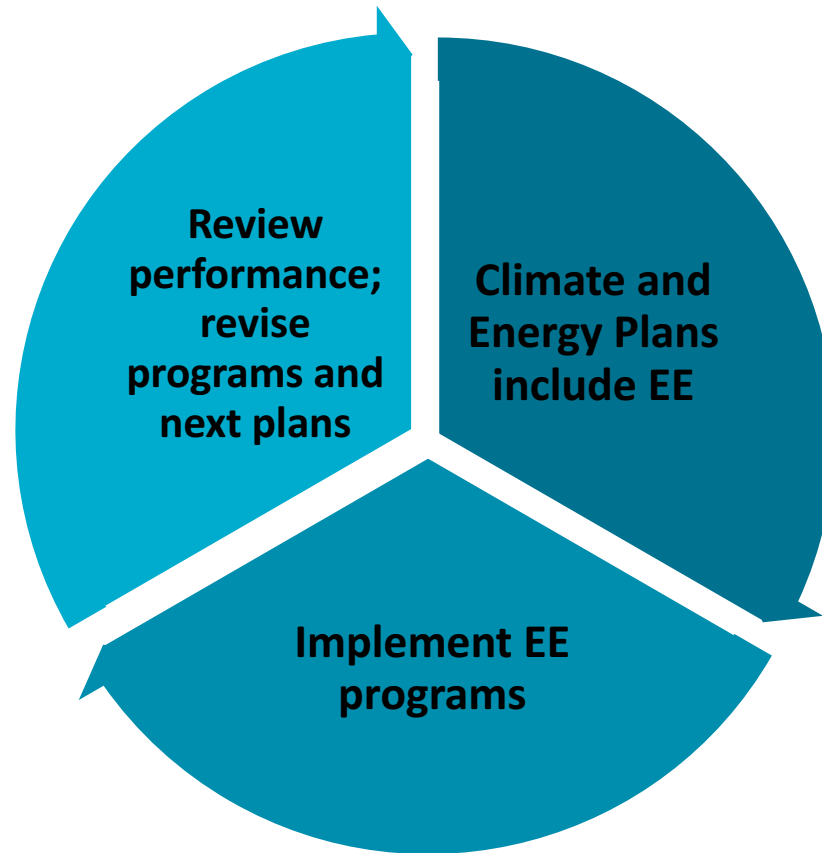 Review
performance;
revise
programs and
next plans
Climate and
Energy Plans
include EE
Implement EE
programs